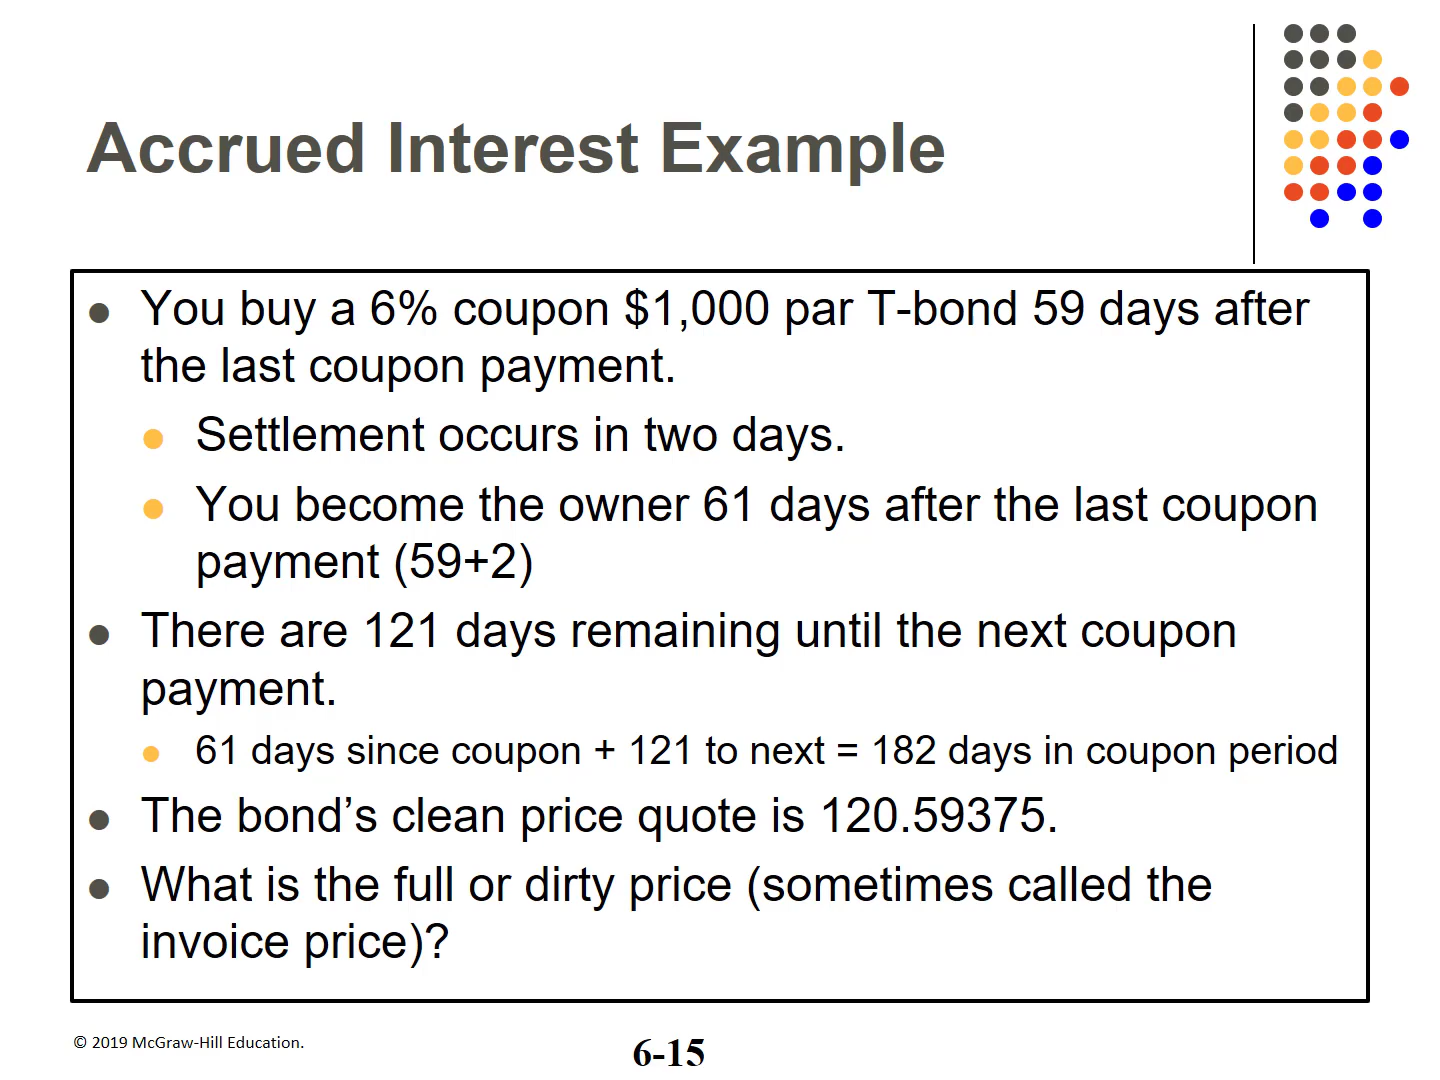 Accrued Interest Example
● You buy a 6% coupon $1,000 par T-bond 59 days after
the last coupon payment.
● Settlement occurs in two days.
● You become the owner 61 days after the last coupon
payment (59+2)
● There are 121 days remaining until the next coupon
payment.
● 61 days since coupon + 121 to next = 182 days in coupon period
● The bond’s clean price quote is 120.59375.
● What is the full or dirty price (sometimes called the
invoice price)?
© 2019 McGraw-Hill Education.
6-15